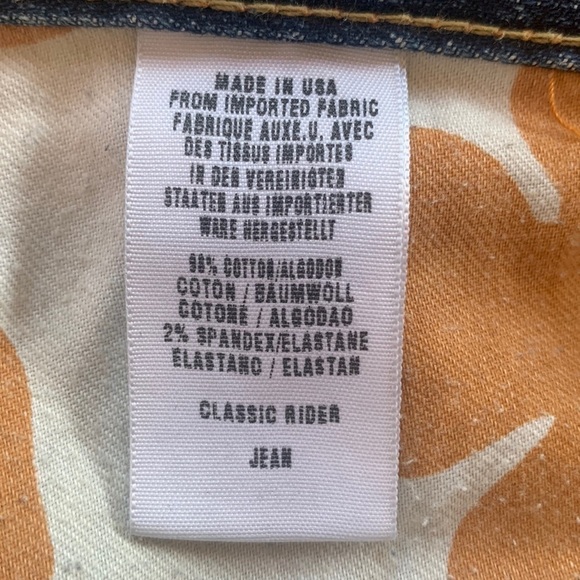 MADE IN USA
FROM IMPORTED FABRIC
FABRIQUE AUXE.U. AVEC
DES TISSUS IMPORTES
IN DEN VEREINIGTEN
STAATEN AUS IMPORTIERTER
WARE HERGESTELLT
98% COTTON/ALGODON
COTON / BAUMWOLL
COTONE / ALGODAO
2% SPANDEX/ELASTANE
ELASTANO / ELASTAN
CLASSIC RIDER
JEAN